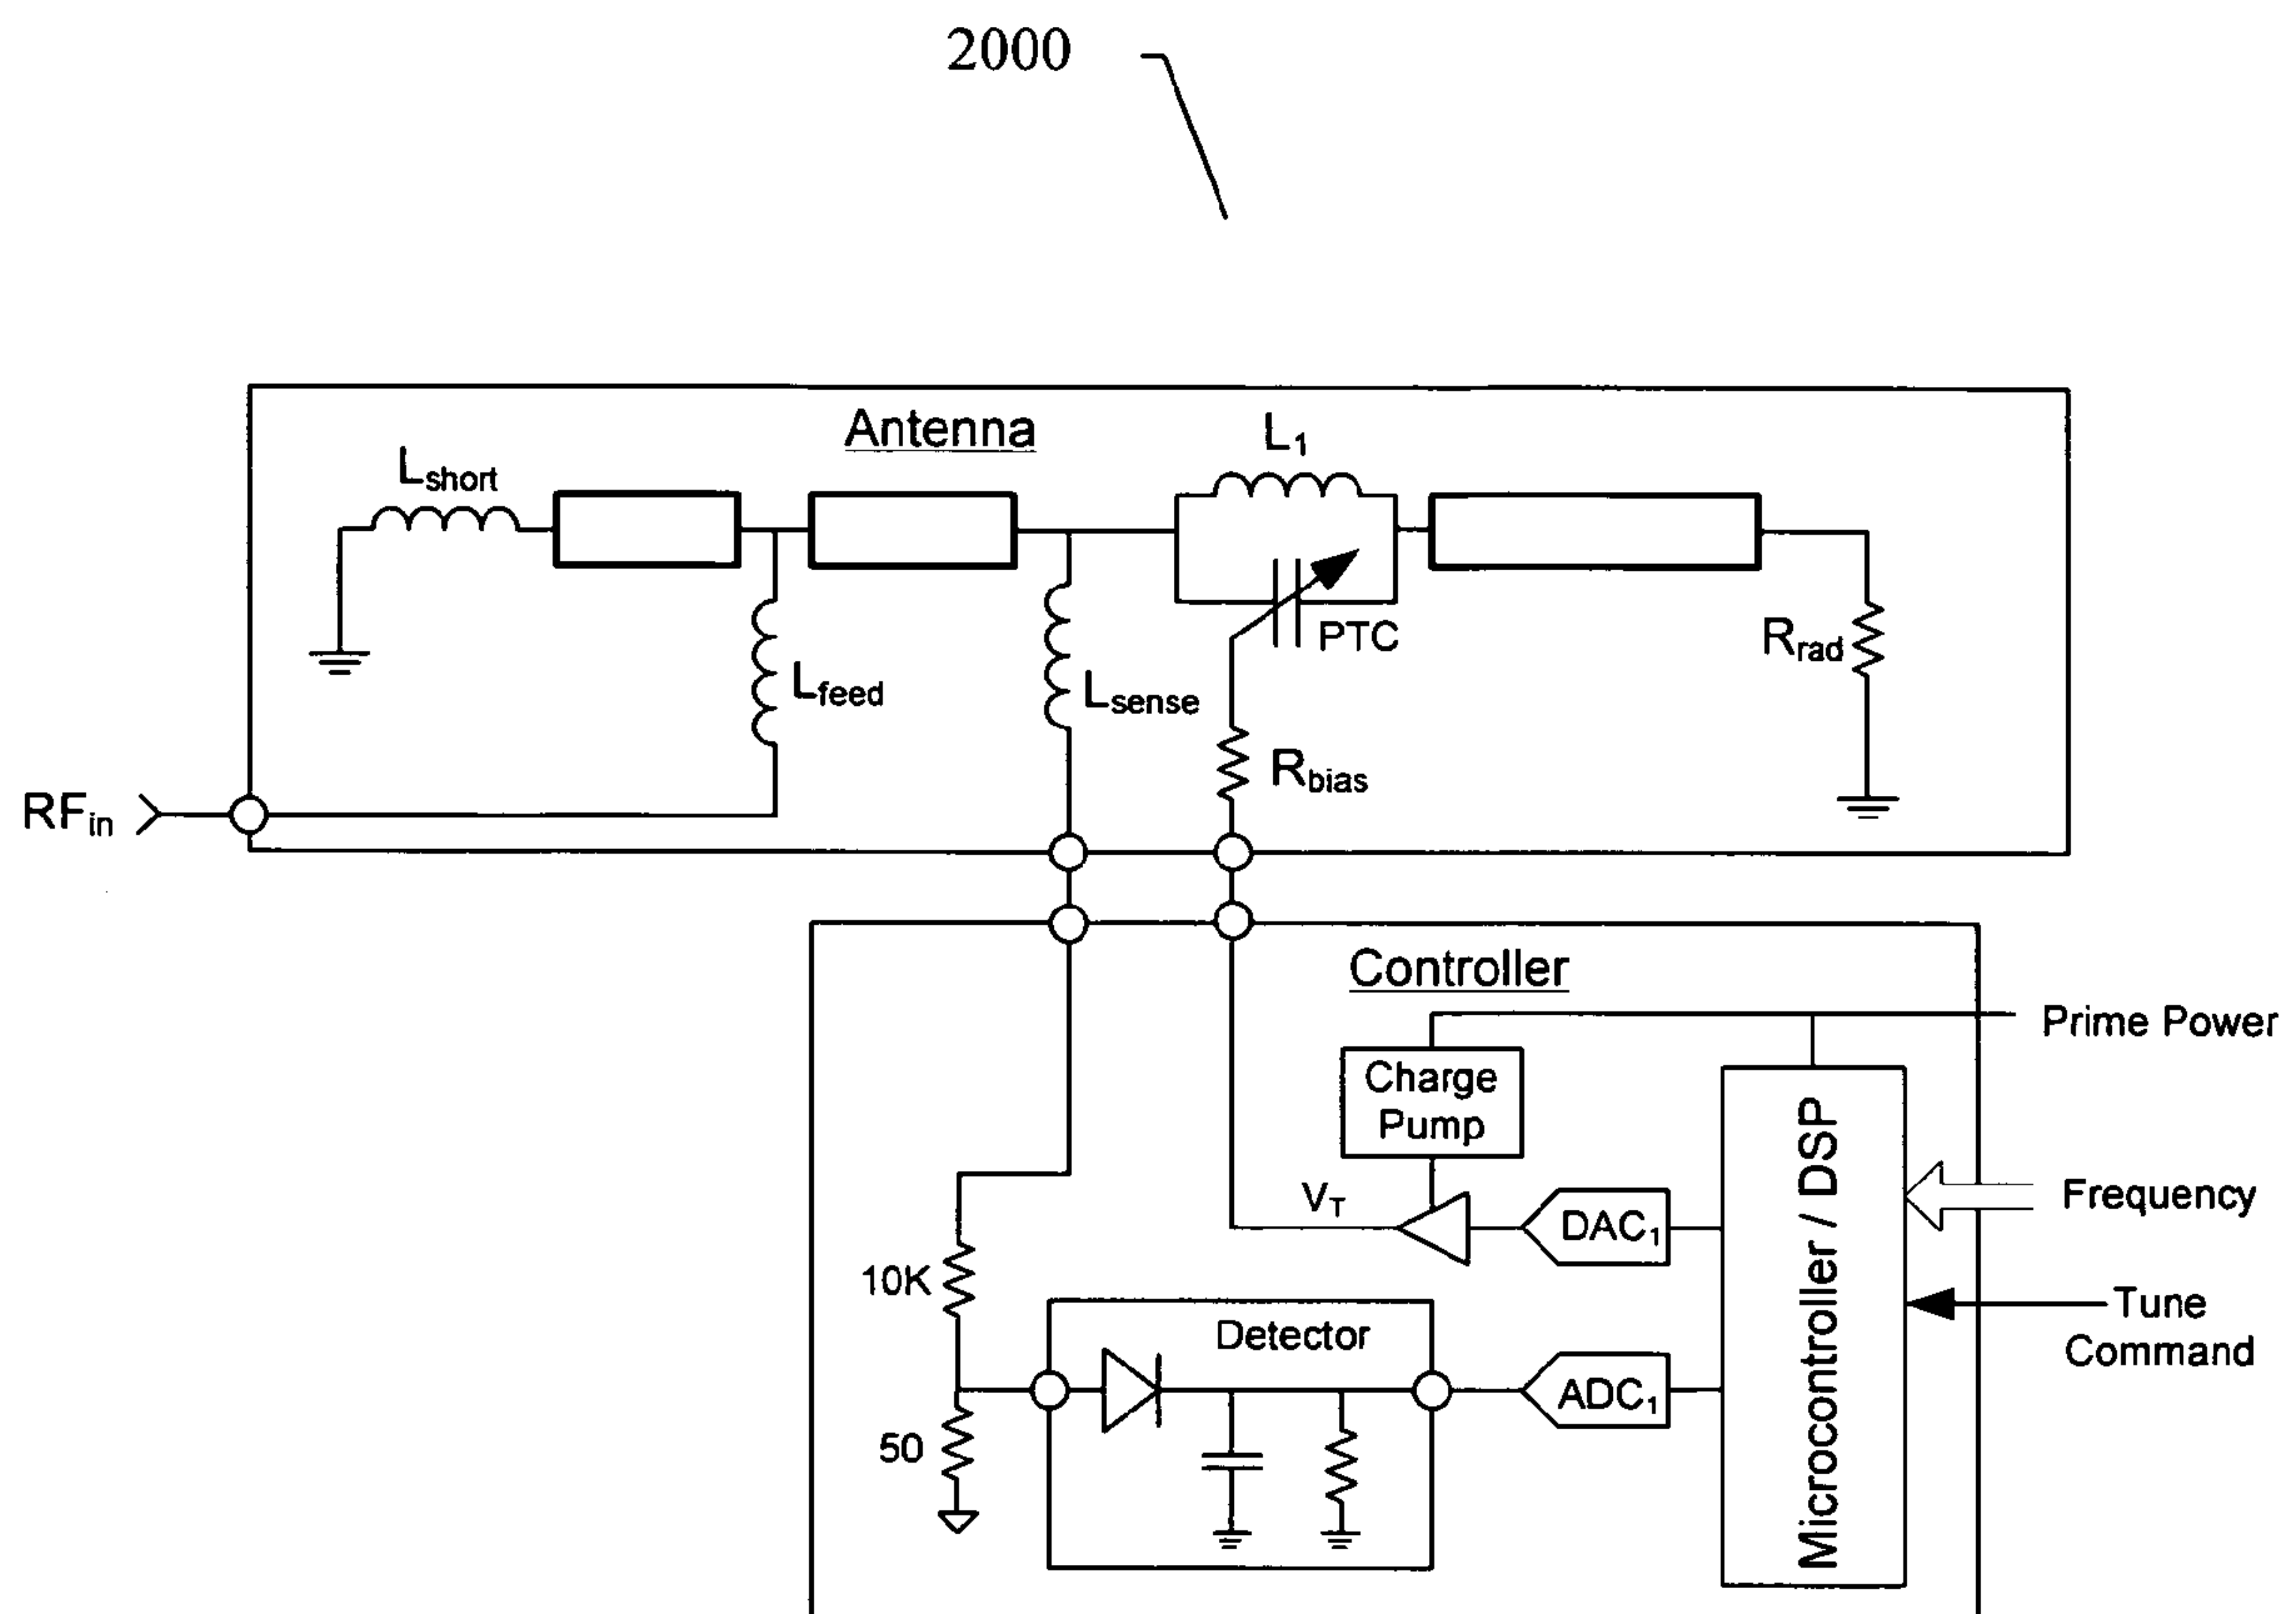 2000
Antenna
L1
Lshort
PTC
Rrad
Lfeed
Lsense
Rbias
RFin
Controller
Prime Power
Charge
Pump
VT
DAC1
Microcontroller / DSP
Frequency
10K
Detector
Tune
Command
ADC1
50